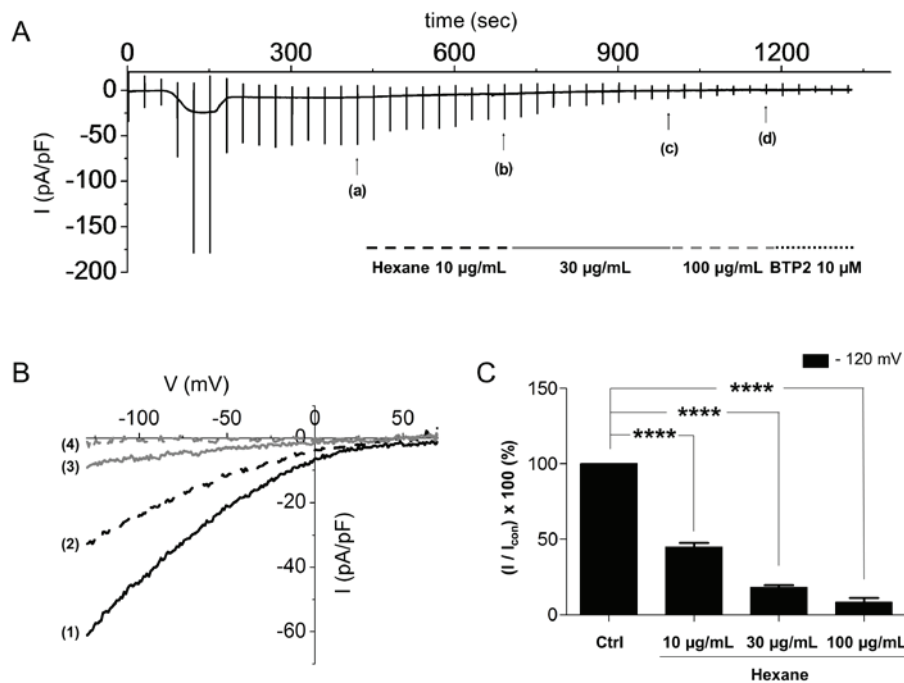 A
time (sec)
0 300 600 900 1200
0
-50
-100
-150
-200
I (pA/pF)
(a)
(b)
(c)
(d)
Hexane 10 µg/mL 30 µg/mL 100 µg/mL BTP2 10 µM
B
V (mV)
-100 -50 0 50
0
-20
-40
-60
I (pA/pF)
(4)
(3)
(2)
(1)
C
- 120 mV
150
100
50
0
(I / Icon) x 100 (%)
****
****
****
Ctrl 10 µg/mL 30 µg/mL 100 µg/mL
Hexane